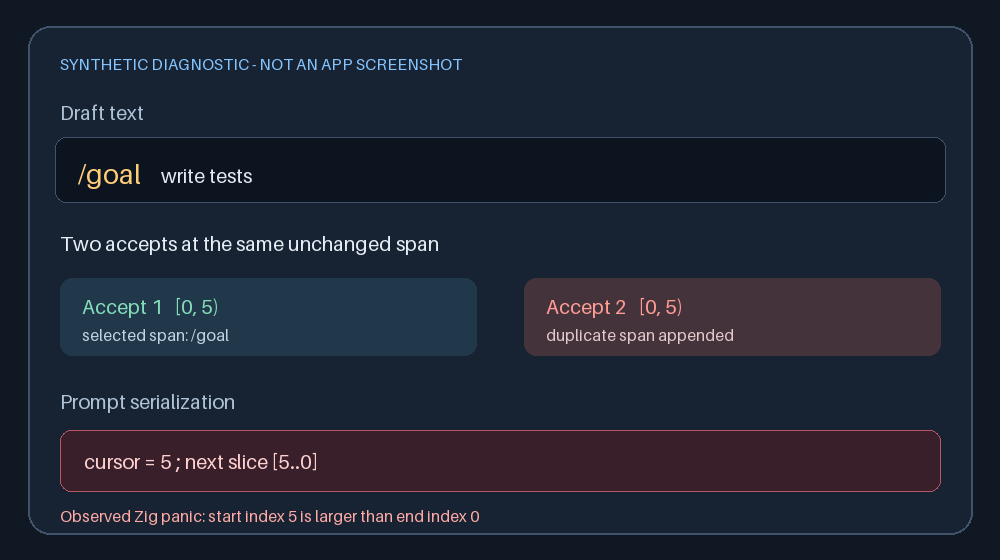 SYNTHETIC DIAGNOSTIC - NOT AN APP SCREENSHOT
Draft text
/goal write tests
Two accepts at the same unchanged span
Accept 1 [0, 5)
selected span: /goal
Accept 2 [0, 5)
duplicate span appended
Prompt serialization
cursor = 5 ; next slice [5..0]
Observed Zig panic: start index 5 is larger than end index 0